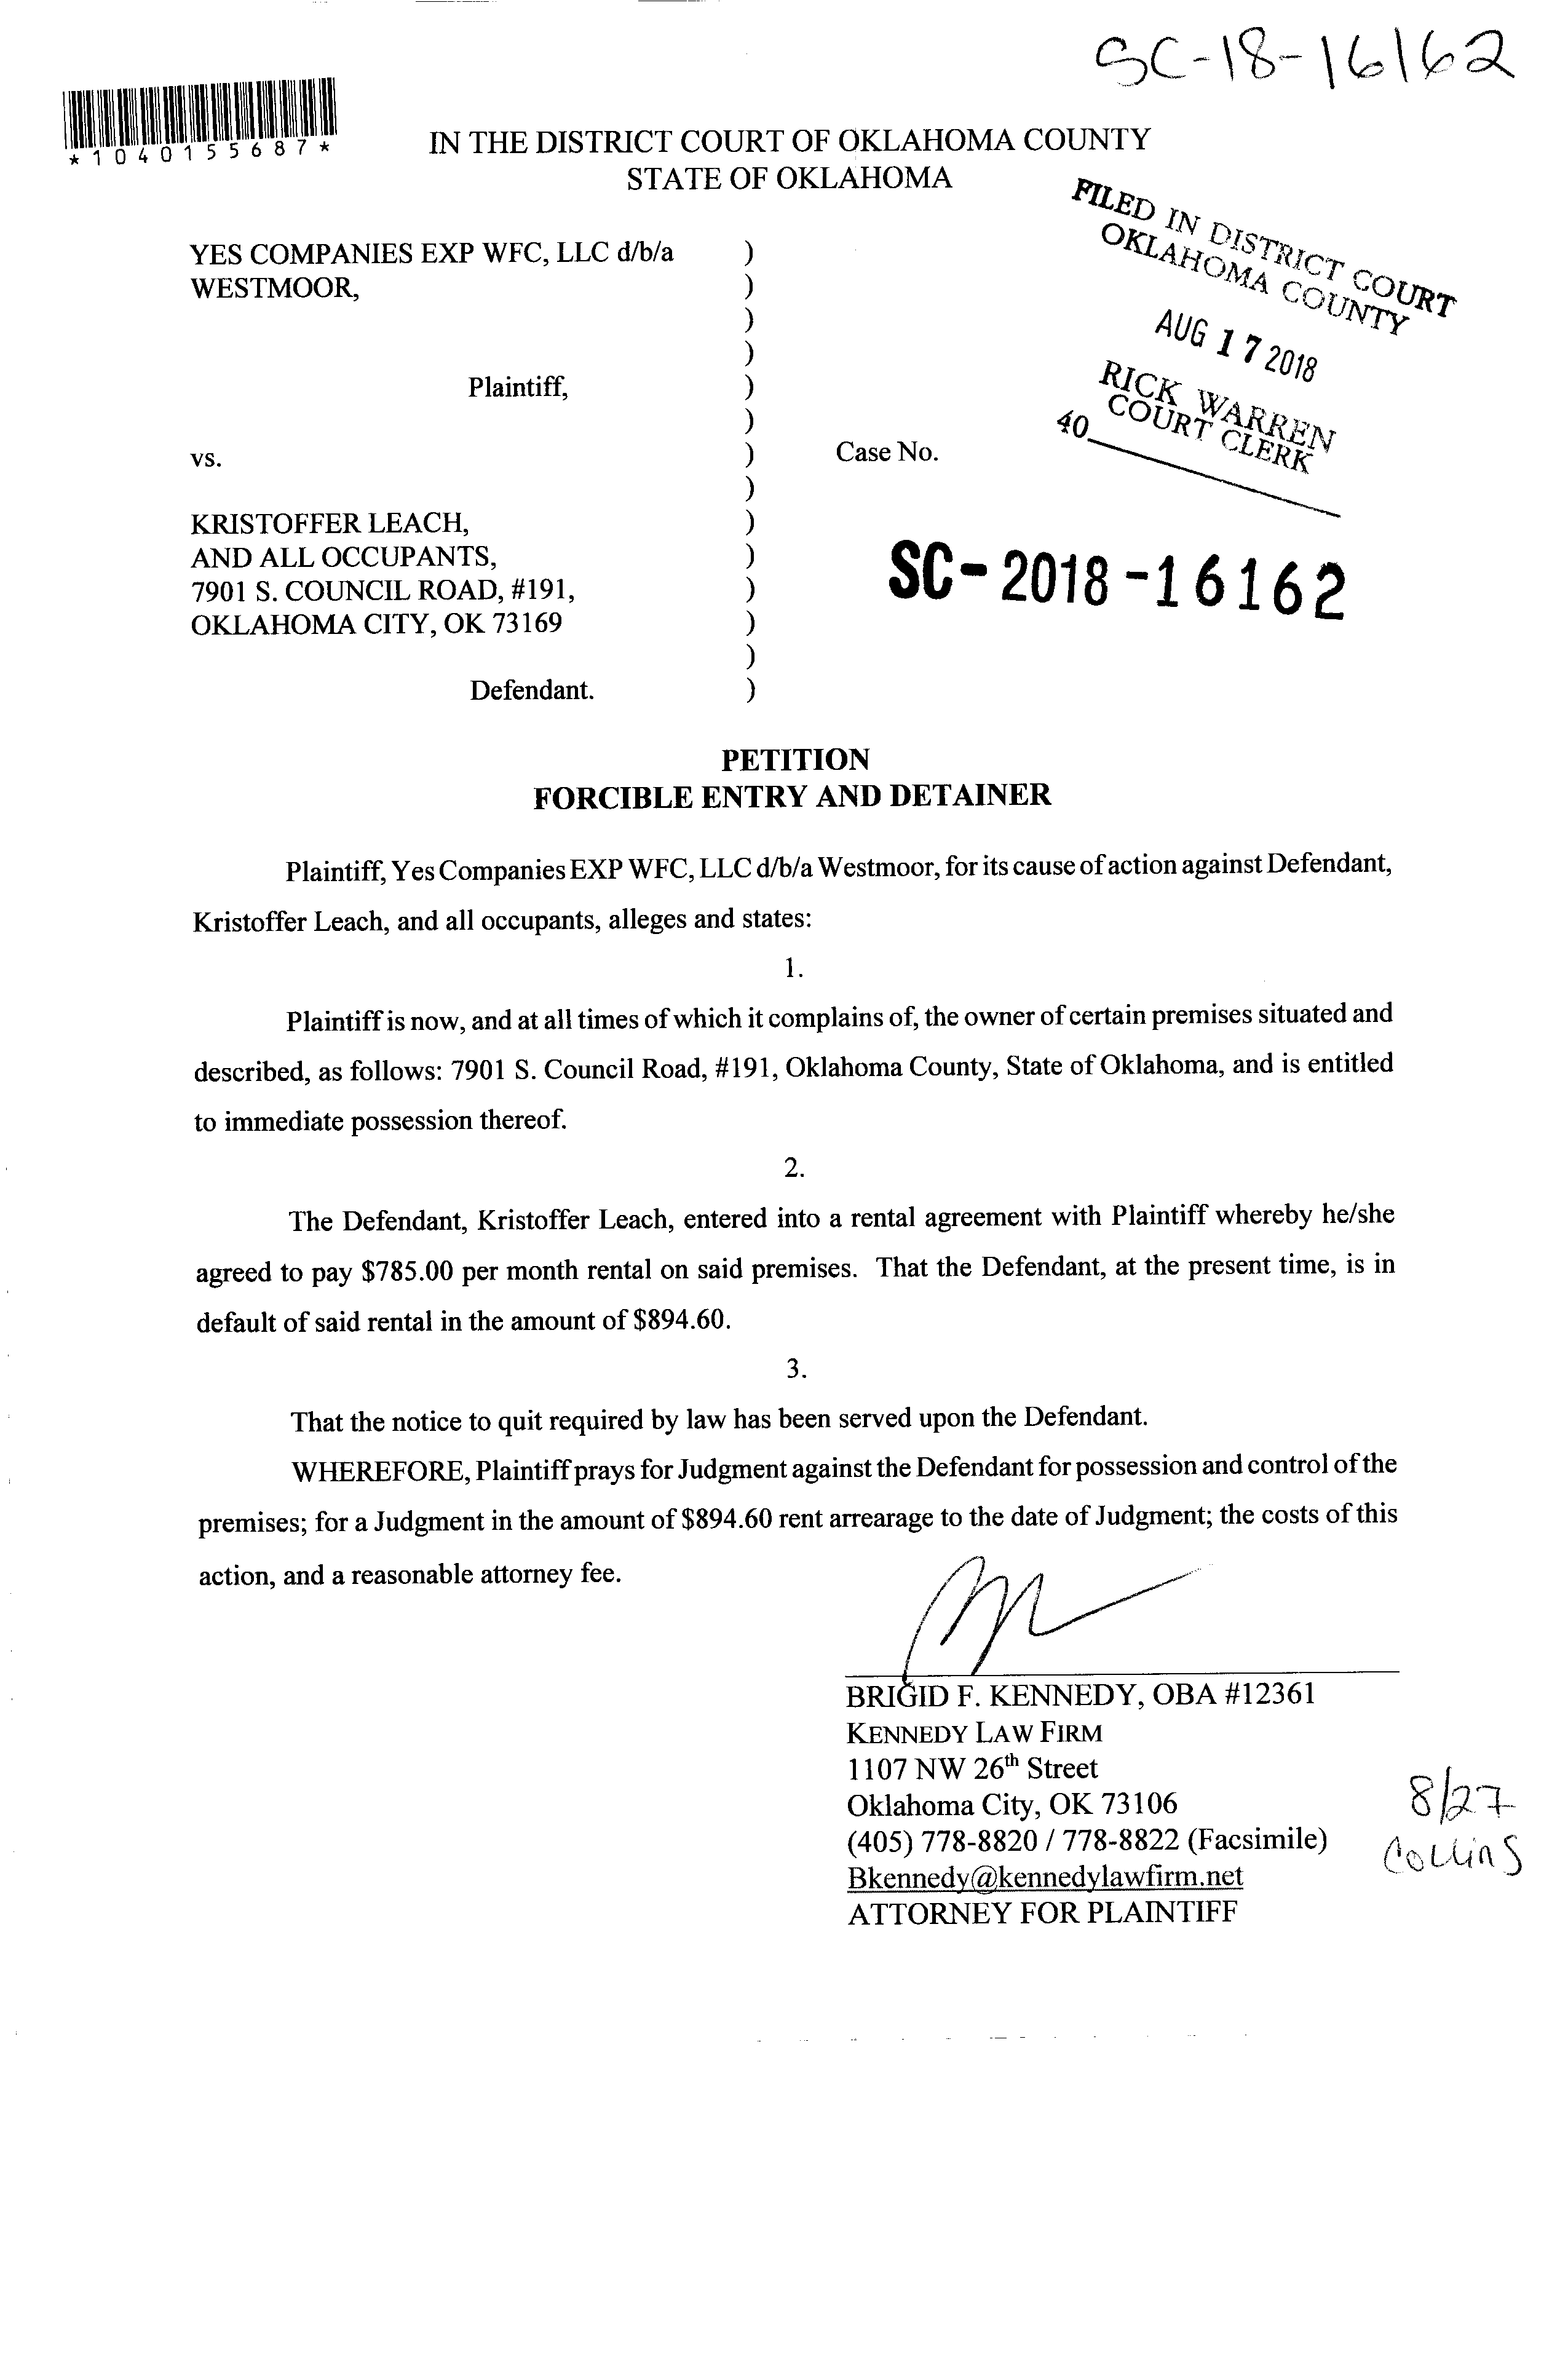 SC-18-16162
*1040155687*
IN THE DISTRICT COURT OF OKLAHOMA COUNTY
STATE OF OKLAHOMA
FILED IN DISTRICT COURT
OKLAHOMA COUNTY
AUG 17 2018
RICK WARREN
COURT CLERK
40
YES COMPANIES EXP WFC, LLC d/b/a )
WESTMOOR, )
)
)
Plaintiff, )
)
vs. ) Case No.
)
KRISTOFFER LEACH, )
AND ALL OCCUPANTS, )
7901 S. COUNCIL ROAD, #191, )
OKLAHOMA CITY, OK 73169 )
)
Defendant. )
SC-2018-16162
PETITION
FORCIBLE ENTRY AND DETAINER
Plaintiff, Yes Companies EXP WFC, LLC d/b/a Westmoor, for its cause of action against Defendant,
Kristoffer Leach, and all occupants, alleges and states:
1.
Plaintiff is now, and at all times of which it complains of, the owner of certain premises situated and
described, as follows: 7901 S. Council Road, #191, Oklahoma County, State of Oklahoma, and is entitled
to immediate possession thereof.
2.
The Defendant, Kristoffer Leach, entered into a rental agreement with Plaintiff whereby he/she
agreed to pay $785.00 per month rental on said premises. That the Defendant, at the present time, is in
default of said rental in the amount of $894.60.
3.
That the notice to quit required by law has been served upon the Defendant.
WHEREFORE, Plaintiff prays for Judgment against the Defendant for possession and control of the
premises; for a Judgment in the amount of $894.60 rent arrearage to the date of Judgment; the costs of this
action, and a reasonable attorney fee.
BRIGID F. KENNEDY, OBA #12361
KENNEDY LAW FIRM
1107 NW 26th Street
Oklahoma City, OK 73106
(405) 778-8820 / 778-8822 (Facsimile)
Bkennedy@kennedylawfirm.net
ATTORNEY FOR PLAINTIFF
8/27
Collins